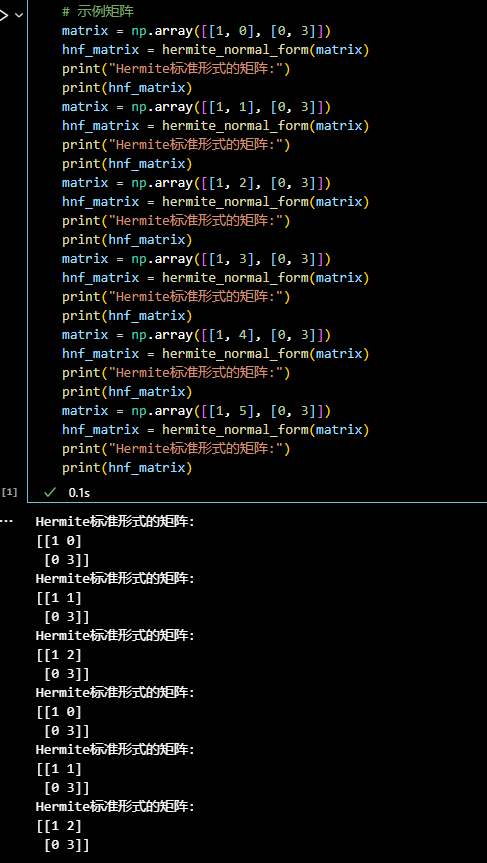 # 示例矩阵
matrix = np.array([[1, 0], [0, 3]])
hnf_matrix = hermite_normal_form(matrix)
print("Hermite标准形式的矩阵:")
print(hnf_matrix)
matrix = np.array([[1, 1], [0, 3]])
hnf_matrix = hermite_normal_form(matrix)
print("Hermite标准形式的矩阵:")
print(hnf_matrix)
matrix = np.array([[1, 2], [0, 3]])
hnf_matrix = hermite_normal_form(matrix)
print("Hermite标准形式的矩阵:")
print(hnf_matrix)
matrix = np.array([[1, 3], [0, 3]])
hnf_matrix = hermite_normal_form(matrix)
print("Hermite标准形式的矩阵:")
print(hnf_matrix)
matrix = np.array([[1, 4], [0, 3]])
hnf_matrix = hermite_normal_form(matrix)
print("Hermite标准形式的矩阵:")
print(hnf_matrix)
matrix = np.array([[1, 5], [0, 3]])
hnf_matrix = hermite_normal_form(matrix)
print("Hermite标准形式的矩阵:")
print(hnf_matrix)
[1] ✓ 0.1s
... Hermite标准形式的矩阵:
[[1 0]
 [0 3]]
Hermite标准形式的矩阵:
[[1 1]
 [0 3]]
Hermite标准形式的矩阵:
[[1 2]
 [0 3]]
Hermite标准形式的矩阵:
[[1 0]
 [0 3]]
Hermite标准形式的矩阵:
[[1 1]
 [0 3]]
Hermite标准形式的矩阵:
[[1 2]
 [0 3]]